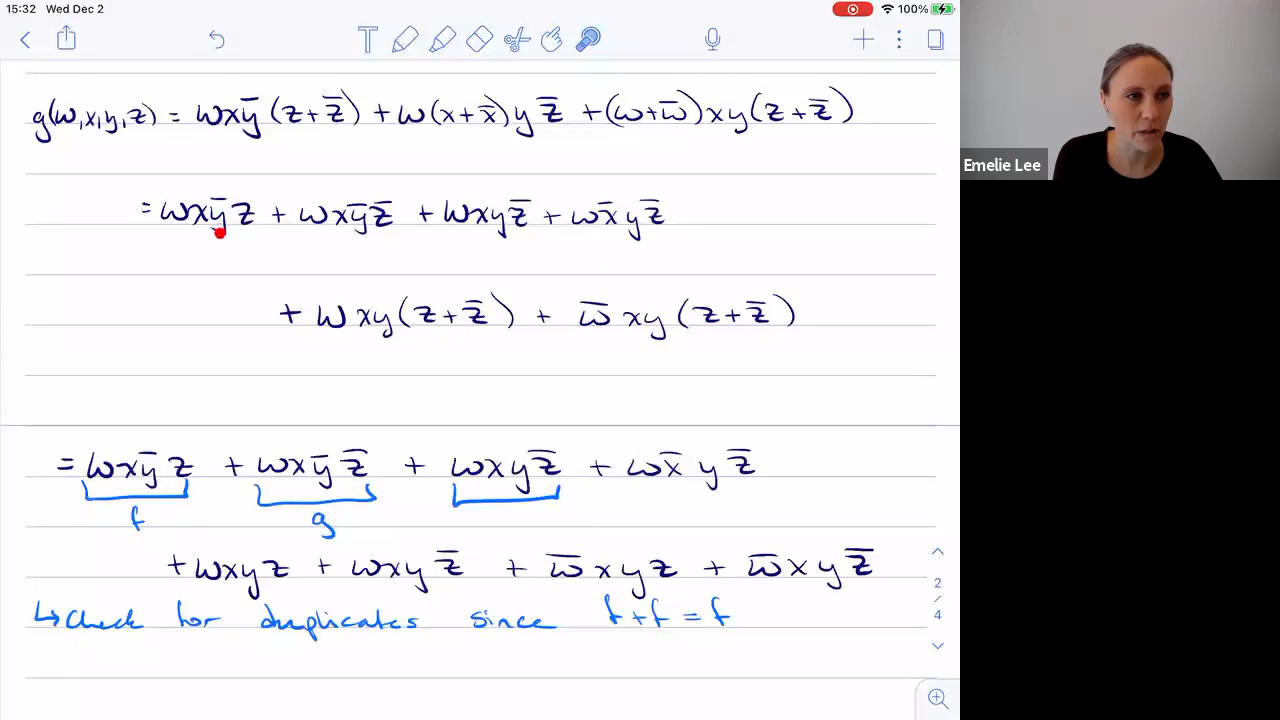 15:32 Wed Dec 2
100%
T
g(w,x,y,z) = wxȳ(z+z̄) + w(x+x̄)yz̄ + (w+w̄)xy(z+z̄)
= wxȳz + wxȳz̄ + wxyz̄ + wx̄yz̄
+ wxy(z+z̄) + w̄xy(z+z̄)
= wxȳz + wxȳz̄ + wxyz̄ + wx̄yz̄
f g
+ wxyz + wxyz̄ + w̄xyz + w̄xyz̄
↳ Check for duplicates since f+f = f
2
/
4
Emelie Lee